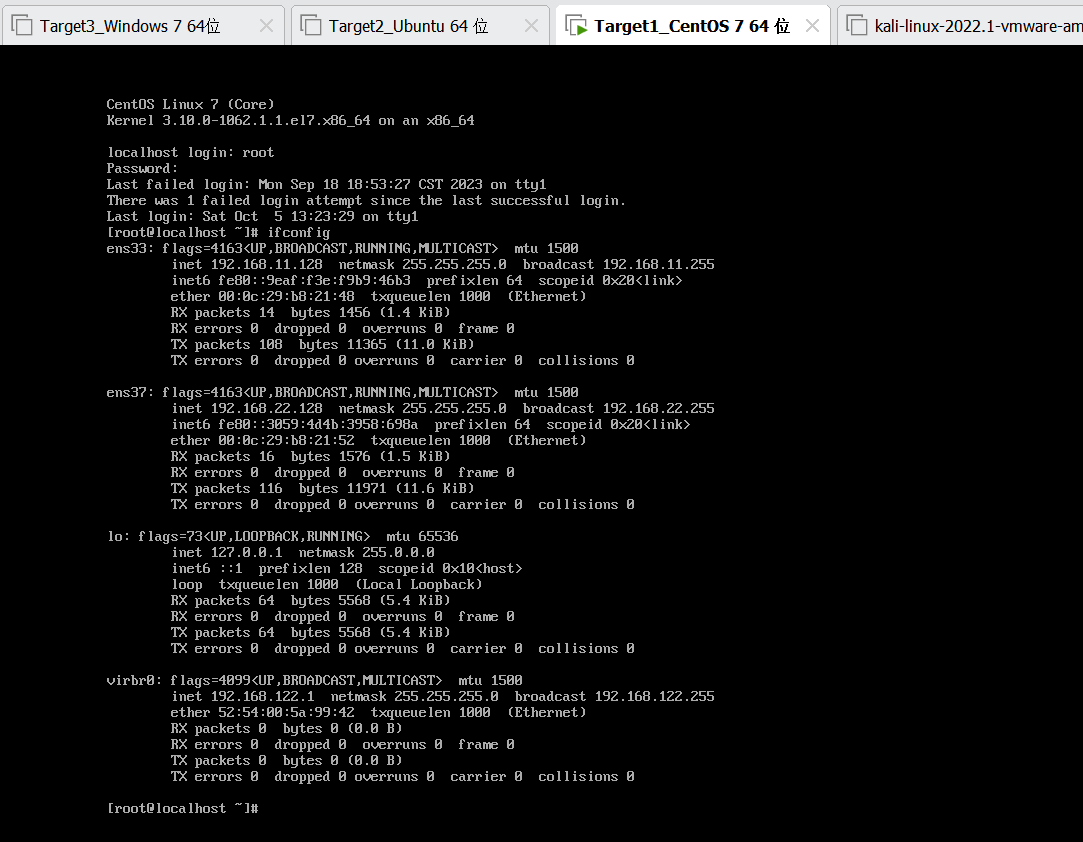 Target3_Windows 7 64位 Target2_Ubuntu 64 位 Target1_CentOS 7 64 位 kali-linux-2022.1-vmware-am
CentOS Linux 7 (Core)
Kernel 3.10.0-1062.1.1.el7.x86_64 on an x86_64
localhost login: root
Password:
Last failed login: Mon Sep 18 18:53:27 CST 2023 on tty1
There was 1 failed login attempt since the last successful login.
Last login: Sat Oct  5 13:23:29 on tty1
[root@localhost ~]# ifconfig
ens33: flags=4163<UP,BROADCAST,RUNNING,MULTICAST>  mtu 1500
        inet 192.168.11.128  netmask 255.255.255.0  broadcast 192.168.11.255
        inet6 fe80::9eaf:f3e:f9b9:46b3  prefixlen 64  scopeid 0x20<link>
        ether 00:0c:29:b8:21:48  txqueuelen 1000  (Ethernet)
        RX packets 14  bytes 1456 (1.4 KiB)
        RX errors 0  dropped 0  overruns 0  frame 0
        TX packets 108  bytes 11365 (11.0 KiB)
        TX errors 0  dropped 0 overruns 0  carrier 0  collisions 0
ens37: flags=4163<UP,BROADCAST,RUNNING,MULTICAST>  mtu 1500
        inet 192.168.22.128  netmask 255.255.255.0  broadcast 192.168.22.255
        inet6 fe80::3059:4d4b:3958:698a  prefixlen 64  scopeid 0x20<link>
        ether 00:0c:29:b8:21:52  txqueuelen 1000  (Ethernet)
        RX packets 16  bytes 1576 (1.5 KiB)
        RX errors 0  dropped 0  overruns 0  frame 0
        TX packets 116  bytes 11971 (11.6 KiB)
        TX errors 0  dropped 0 overruns 0  carrier 0  collisions 0
lo: flags=73<UP,LOOPBACK,RUNNING>  mtu 65536
        inet 127.0.0.1  netmask 255.0.0.0
        inet6 ::1  prefixlen 128  scopeid 0x10<host>
        loop  txqueuelen 1000  (Local Loopback)
        RX packets 64  bytes 5568 (5.4 KiB)
        RX errors 0  dropped 0  overruns 0  frame 0
        TX packets 64  bytes 5568 (5.4 KiB)
        TX errors 0  dropped 0 overruns 0  carrier 0  collisions 0
virbr0: flags=4099<UP,BROADCAST,MULTICAST>  mtu 1500
        inet 192.168.122.1  netmask 255.255.255.0  broadcast 192.168.122.255
        ether 52:54:00:5a:99:42  txqueuelen 1000  (Ethernet)
        RX packets 0  bytes 0 (0.0 B)
        RX errors 0  dropped 0  overruns 0  frame 0
        TX packets 0  bytes 0 (0.0 B)
        TX errors 0  dropped 0 overruns 0  carrier 0  collisions 0
[root@localhost ~]#